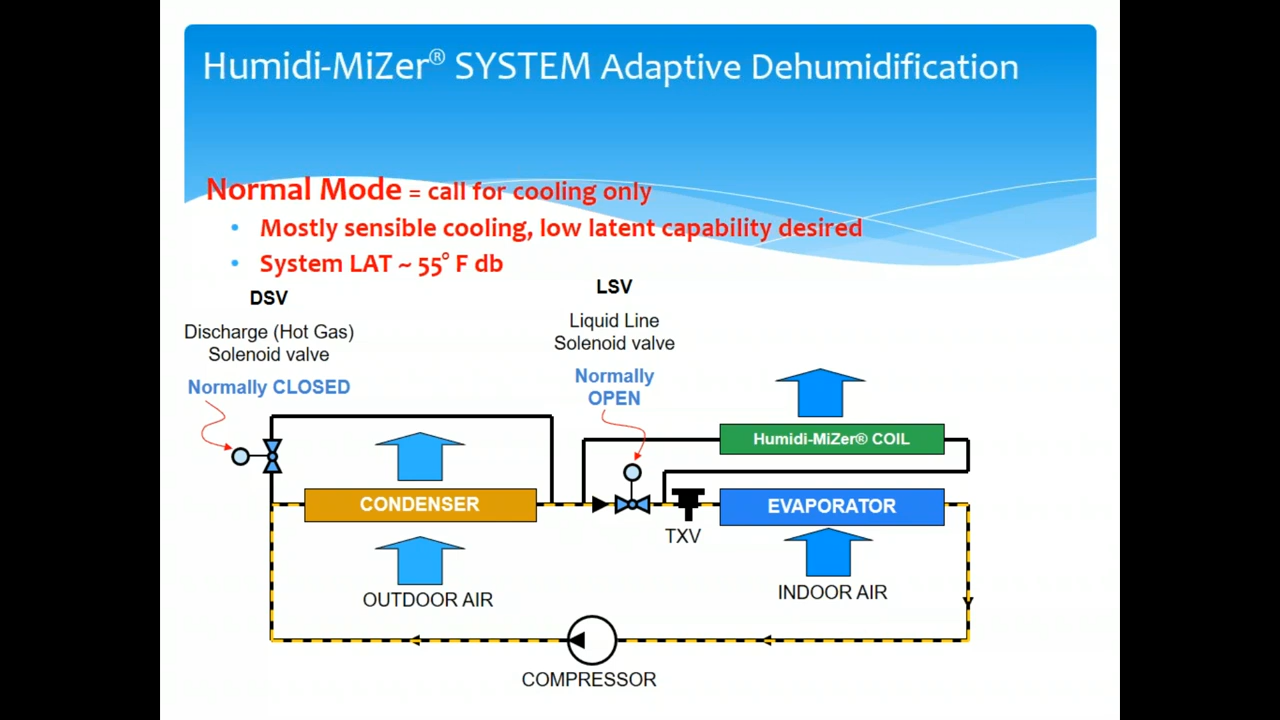 Humidi-MiZer® SYSTEM Adaptive Dehumidification
Normal Mode = call for cooling only
• Mostly sensible cooling, low latent capability desired
• System LAT ~ 55° F db
DSV
Discharge (Hot Gas)
Solenoid valve
Normally CLOSED
LSV
Liquid Line
Solenoid valve
Normally
OPEN
Humidi-MiZer® COIL
CONDENSER
EVAPORATOR
TXV
OUTDOOR AIR
INDOOR AIR
COMPRESSOR